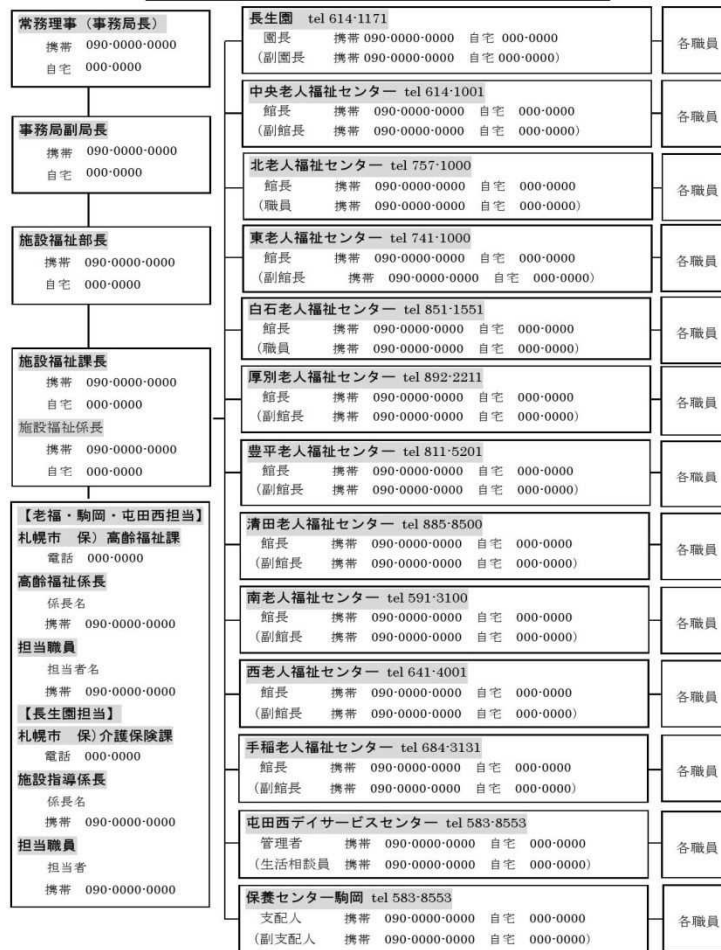 常務理事（事務局長）
携帯 090-0000-0000
自宅 000-0000
事務局副局長
携帯 090-0000-0000
自宅 000-0000
施設福祉部長
携帯 090-0000-0000
自宅 000-0000
施設福祉課長
携帯 090-0000-0000
自宅 000-0000
施設福祉係長
携帯 090-0000-0000
自宅 000-0000
【老福・駒岡・屯田西担当】
札幌市 保）高齢福祉課
電話 000-0000
高齢福祉係長
係長名
携帯 090-0000-0000
担当職員
担当者名
携帯 090-0000-0000
【長生園担当】
札幌市 保）介護保険課
電話 000-0000
施設指導係長
係長名
携帯 090-0000-0000
担当職員
担当者
携帯 090-0000-0000
長生園 tel 614-1171
園長 携帯 090-0000-0000 自宅 000-0000
(副園長 携帯 090-0000-0000 自宅 000-0000)
各職員
中央老人福祉センター tel 614-1001
館長 携帯 090-0000-0000 自宅 000-0000
(副館長 携帯 090-0000-0000 自宅 000-0000)
各職員
北老人福祉センター tel 757-1000
館長 携帯 090-0000-0000 自宅 000-0000
(職員 携帯 090-0000-0000 自宅 000-0000)
各職員
東老人福祉センター tel 741-1000
館長 携帯 090-0000-0000 自宅 000-0000
(副館長 携帯 090-0000-0000 自宅 000-0000)
各職員
白石老人福祉センター tel 851-1551
館長 携帯 090-0000-0000 自宅 000-0000
(職員 携帯 090-0000-0000 自宅 000-0000)
各職員
厚別老人福祉センター tel 892-2211
館長 携帯 090-0000-0000 自宅 000-0000
(副館長 携帯 090-0000-0000 自宅 000-0000)
各職員
豊平老人福祉センター tel 811-5201
館長 携帯 090-0000-0000 自宅 000-0000
(副館長 携帯 090-0000-0000 自宅 000-0000)
各職員
清田老人福祉センター tel 885-8500
館長 携帯 090-0000-0000 自宅 000-0000
(副館長 携帯 090-0000-0000 自宅 000-0000)
各職員
南老人福祉センター tel 591-3100
館長 携帯 090-0000-0000 自宅 000-0000
(副館長 携帯 090-0000-0000 自宅 000-0000)
各職員
西老人福祉センター tel 641-4001
館長 携帯 090-0000-0000 自宅 000-0000
(副館長 携帯 090-0000-0000 自宅 000-0000)
各職員
手稲老人福祉センター tel 684-3131
館長 携帯 090-0000-0000 自宅 000-0000
(副館長 携帯 090-0000-0000 自宅 000-0000)
各職員
屯田西デイサービスセンター tel 583-8553
管理者 携帯 090-0000-0000 自宅 000-0000
(生活相談員 携帯 090-0000-0000 自宅 000-0000)
各職員
保養センター駒岡 tel 583-8553
支配人 携帯 090-0000-0000 自宅 000-0000
(副支配人 携帯 090-0000-0000 自宅 000-0000)
各職員